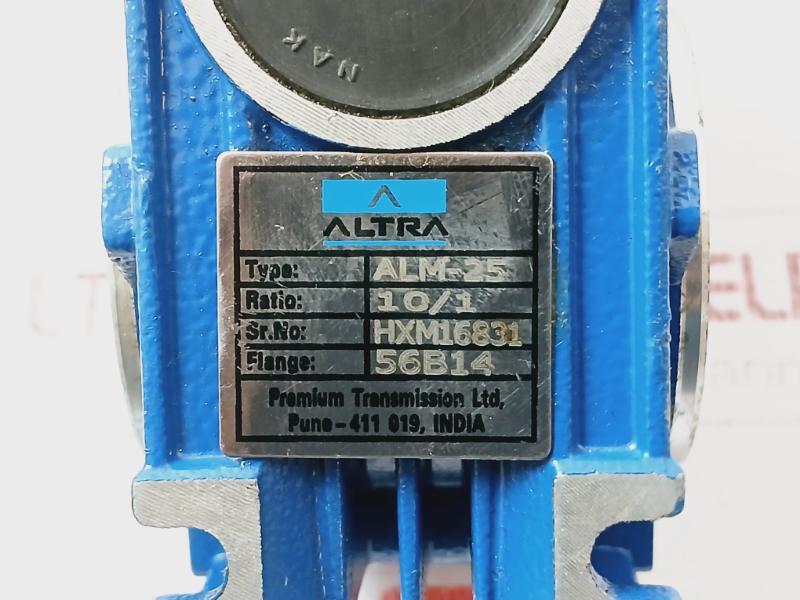 NAK
ALTRA
Type: ALM-25
Ratio: 10/1
Sr.No: HXM16831
Flange: 56B14
Premium Transmission Ltd,
Pune-411 019, INDIA